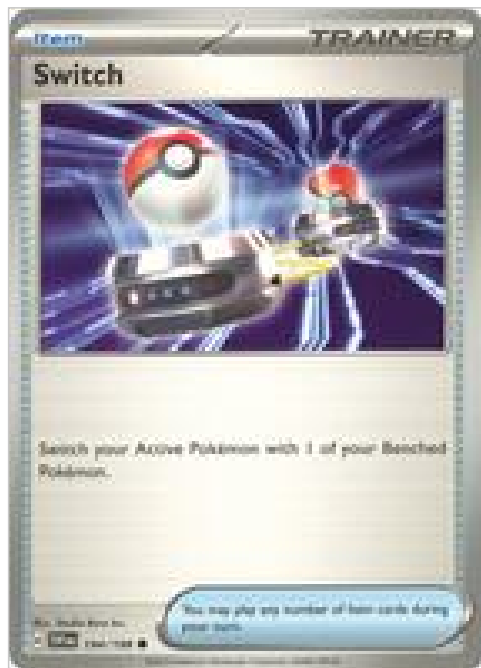 Item
TRAINER
Switch
Switch your Active Pokémon with 1 of your Benched
Pokémon.
You may play any number of Item cards during
your turn.